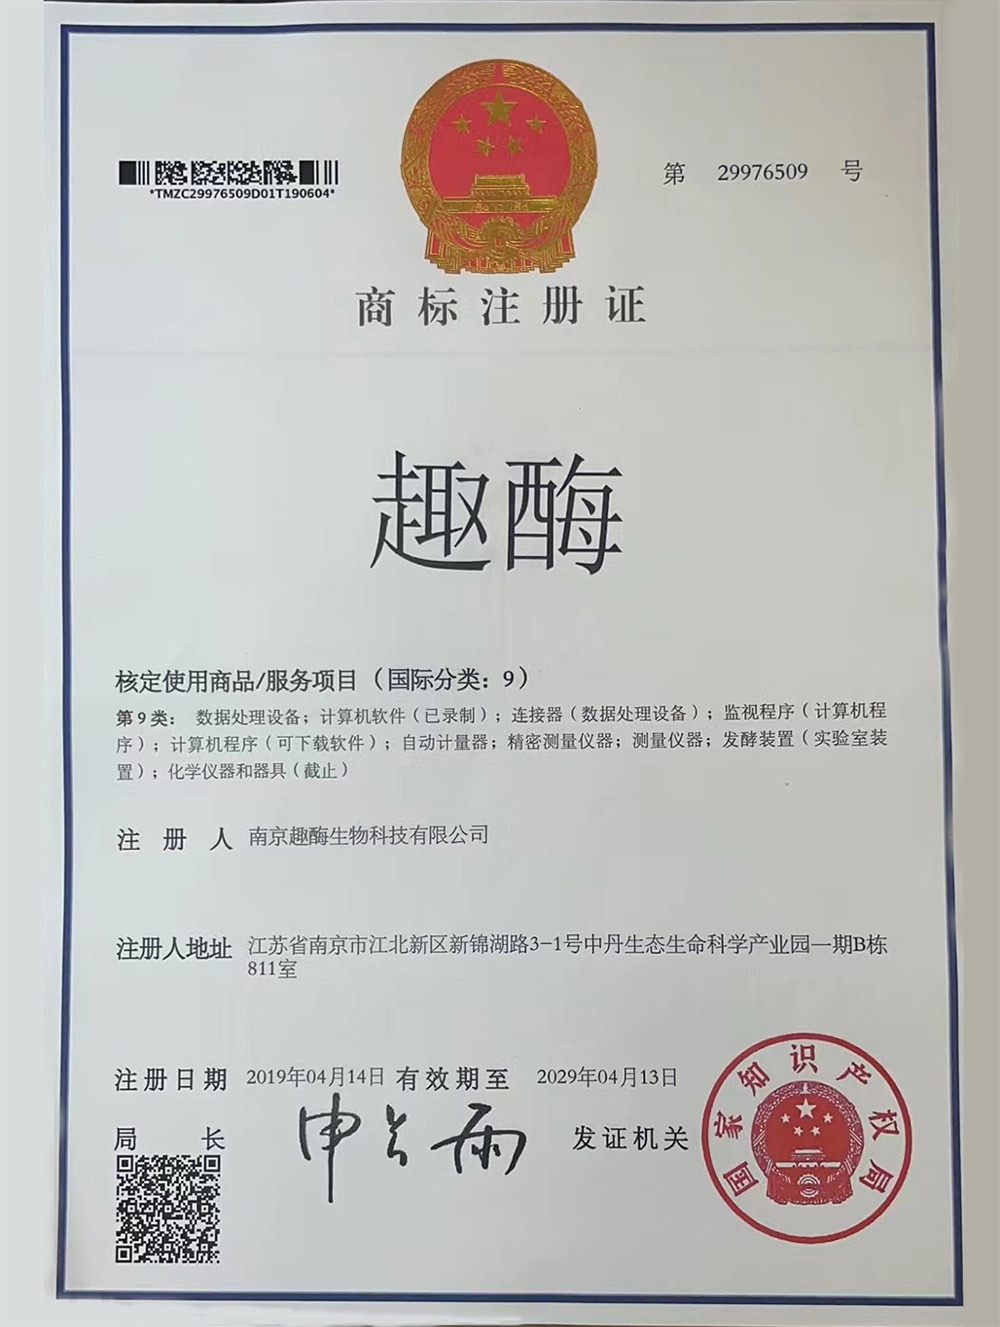 *TMZC29976509D01T190604*
第 29976509 号
商标注册证
趣酶
核定使用商品/服务项目（国际分类：9）
第9类： 数据处理设备；计算机软件（已录制）；连接器（数据处理设备）；监视程序（计算机程
序）；计算机程序（可下载软件）；自动计量器；精密测量仪器；测量仪器；发酵装置（实验室装
置）；化学仪器和器具（截止）
注册人 南京趣酶生物科技有限公司
注册人地址 江苏省南京市江北新区新锦湖路3-1号中丹生态生命科学产业园一期B栋
811室
注册日期 2019年04月14日 有效期至 2029年04月13日
局长 申长雨 发证机关
国家知识产权局